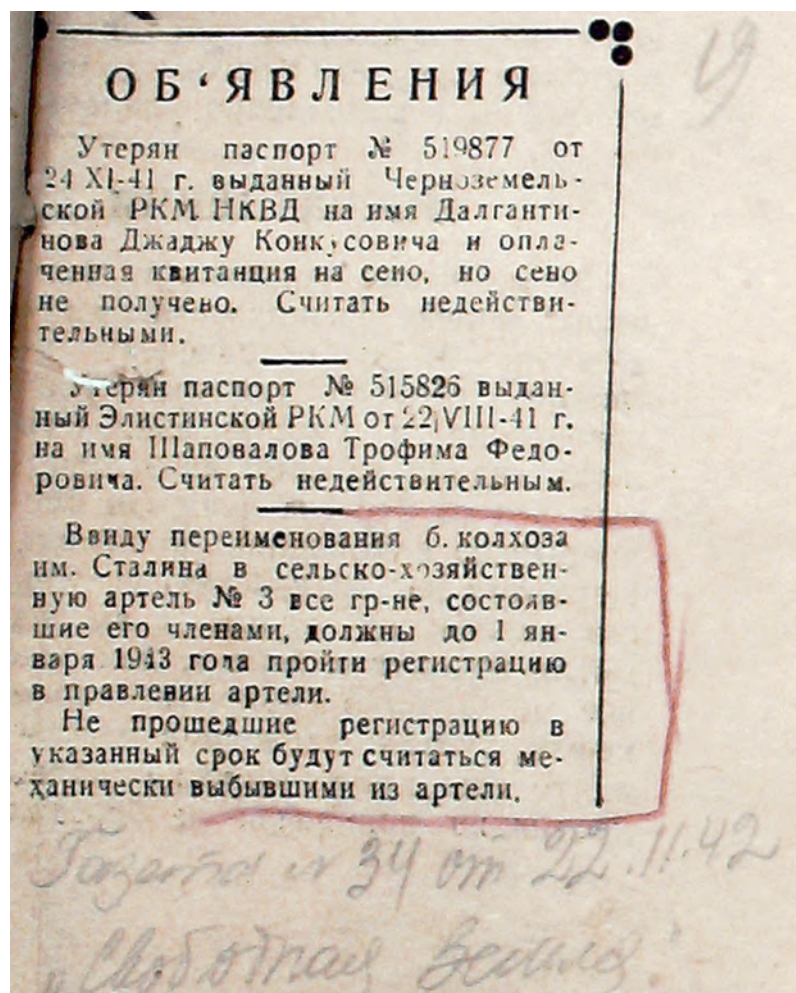 ОБ‘ЯВЛЕНИЯ
Утерян паспорт № 519877 от
24 XI-41 г. выданный Черноземель-
ской РКМ НКВД на имя Далганти-
нова Джаджу Конкусовича и опла-
ченная квитанция на сено, но сено
не получено. Считать недействи-
тельными.
Утерян паспорт № 515826 выдан-
ный Элистинской РКМ от 22/VIII-41 г.
на имя Шаповалова Трофима Федо-
ровича. Считать недействительным.
Ввиду переименования б. колхоза
им. Сталина в сельско-хозяйствен-
ную артель № 3 все гр-не, состояв-
шие его членами, должны до 1 ян-
варя 1943 года пройти регистрацию
в правлении артели.
Не прошедшие регистрацию в
указанный срок будут считаться ме-
ханически выбывшими из артели.
Газета № 34 от 22.11.42
„Свободная Земля“